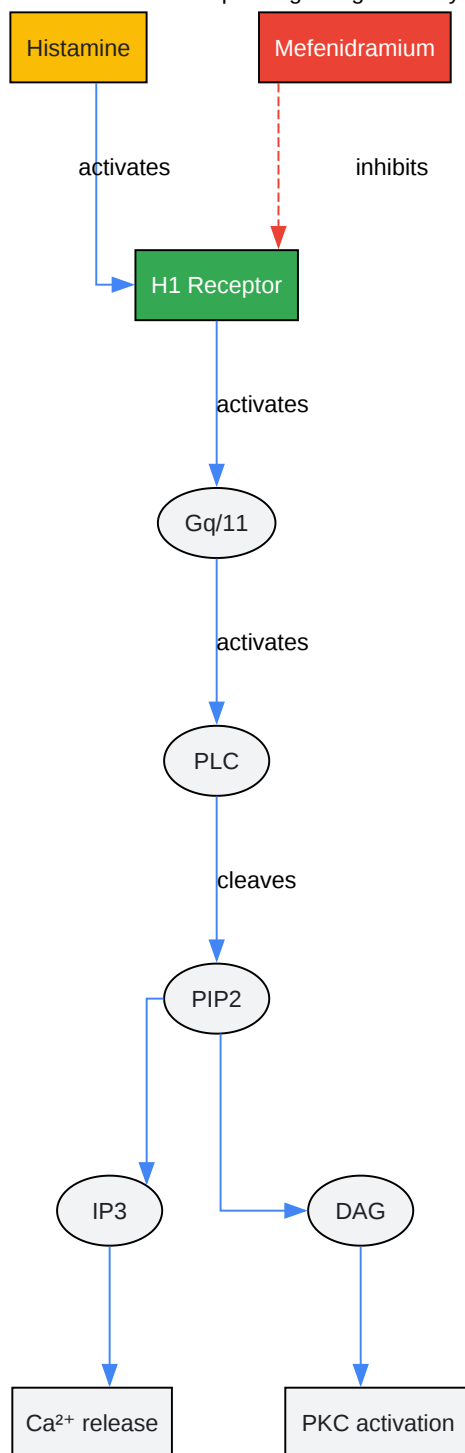 Histamine
Mefenidramium
activates
inhibits
H1 Receptor
activates
Gq/11
activates
PLC
cleaves
PIP2
IP3
DAG
Ca²⁺ release
PKC activation